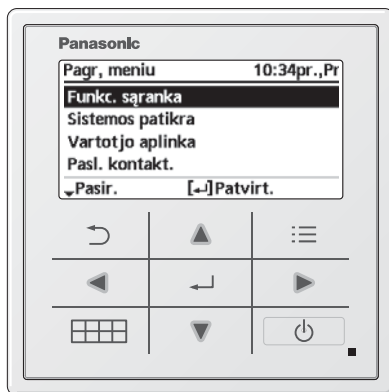 Panasonic
Pagr, meniu 10:34pr.,Pr
Funkc. sąranka
Sistemos patikra
Vartotjo aplinka
Pasl. kontakt.
Pasir. [↵]Patvirt.